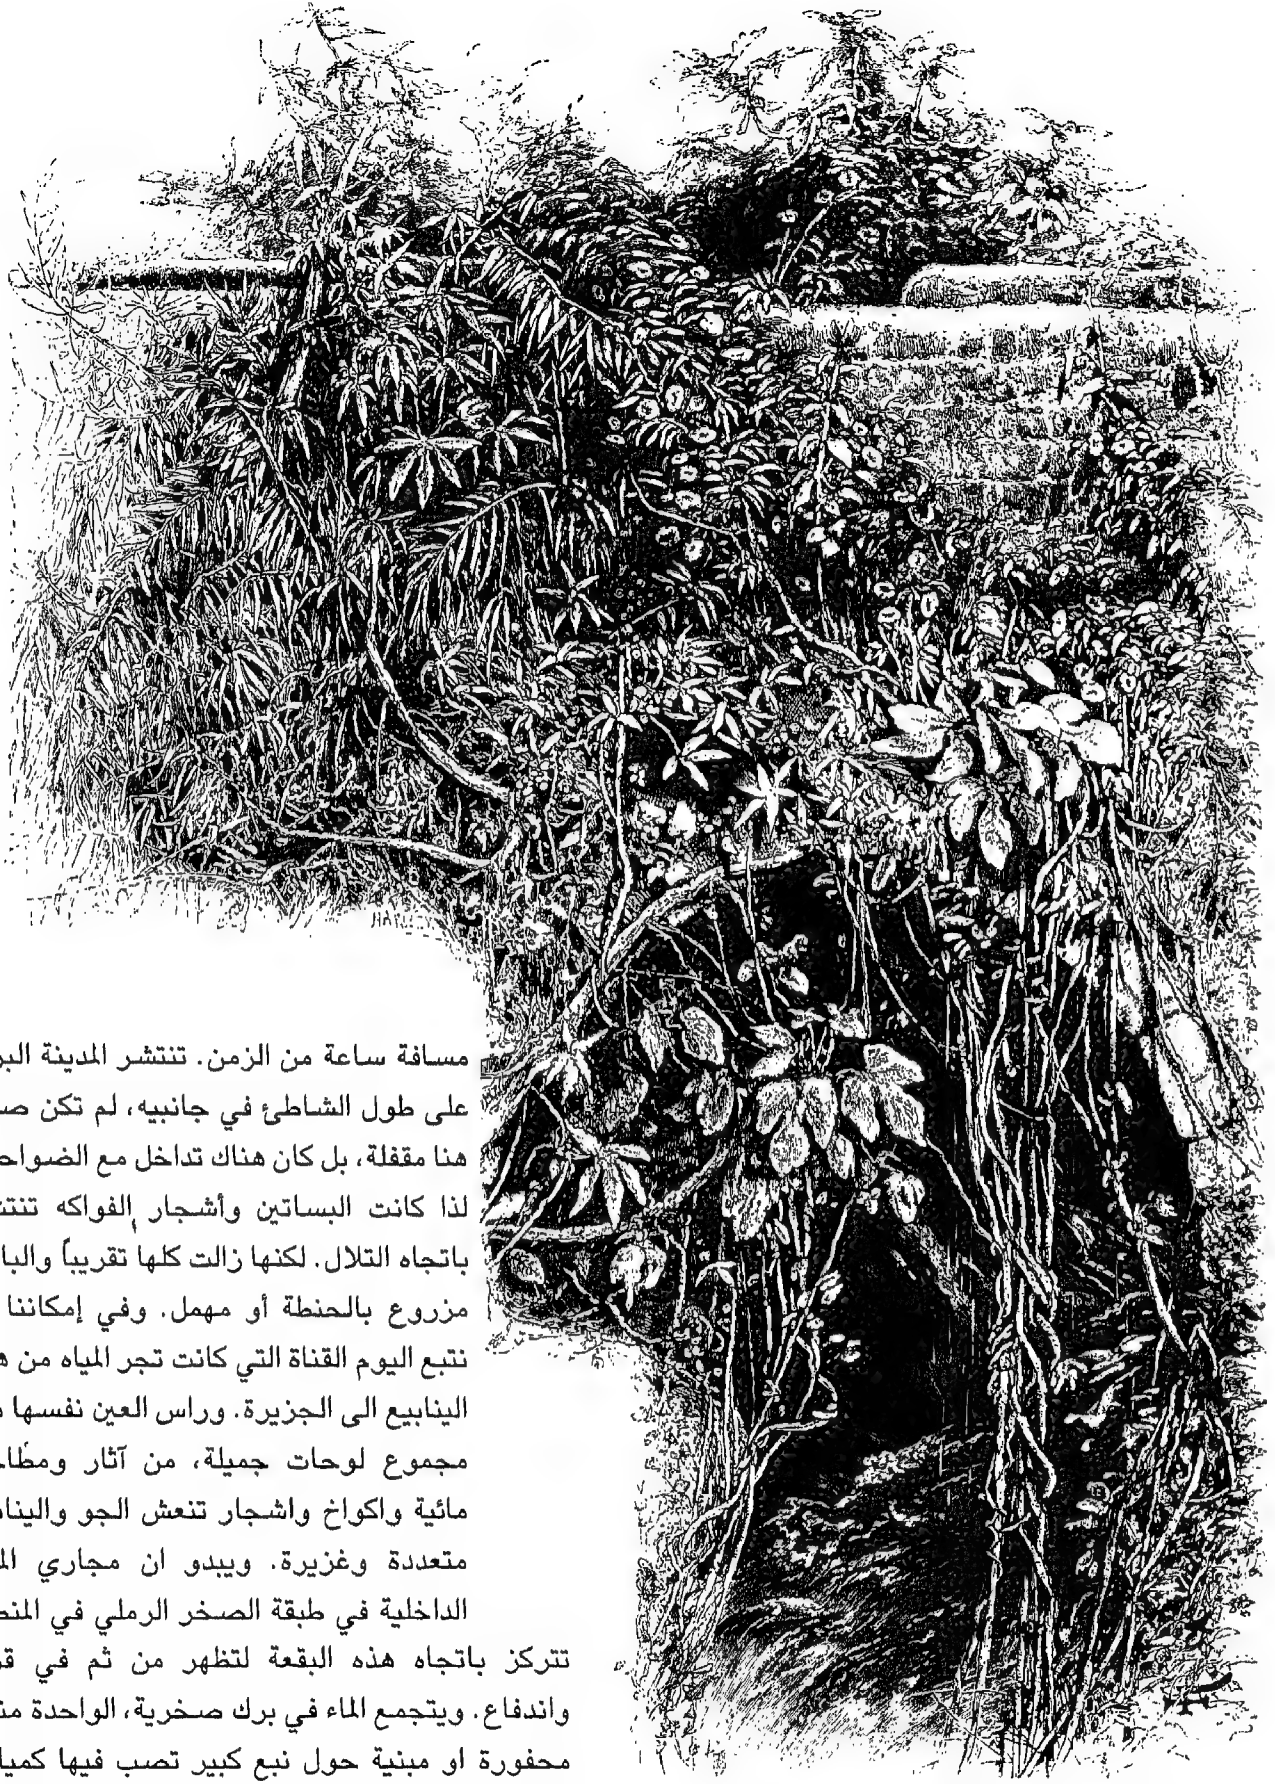 مسافة ساعة من الزمن. تنتشر المدينة
على طول الشاطئ في جانبيه، لم تكن
هنا مقفلة، بل كان هناك تداخل مع
لذا كانت البساتين وأشجار الفواكه
باتجاه التلال. لكنها زالت كلها تقريباً
مزروع بالحنطة أو مهمل. وفي إمكاننا
نتبع اليوم القناة التي كانت تجر المياه من
الينابيع الى الجزيرة. وراس العين نفسها
مجموع لوحات جميلة، من آثار
مائية واكواخ واشجار تنعش الجو
متعددة وغزيرة. ويبدو ان مجاري
الداخلية في طبقة الصخر الرملي في
تتركز باتجاه هذه البقعة لتظهر من ثم في
واندفاع. ويتجمع الماء في برك صخرية، الواحدة
محفورة او مبنية حول نبع كبير تصب فيها